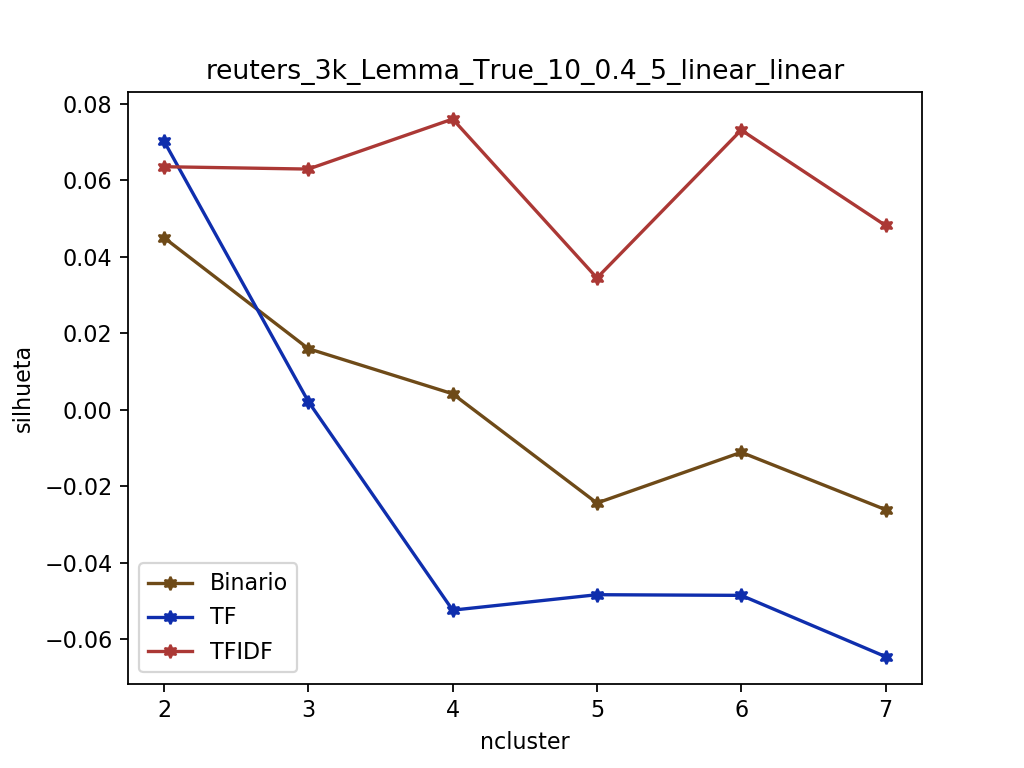 reuters_3k_Lemma_True_10_0.4_5_linear_linear
0.08
0.06
0.04
0.02
0.00
−0.02
−0.04
−0.06
silhueta
Binario
TF
TFIDF
2 3 4 5 6 7
ncluster